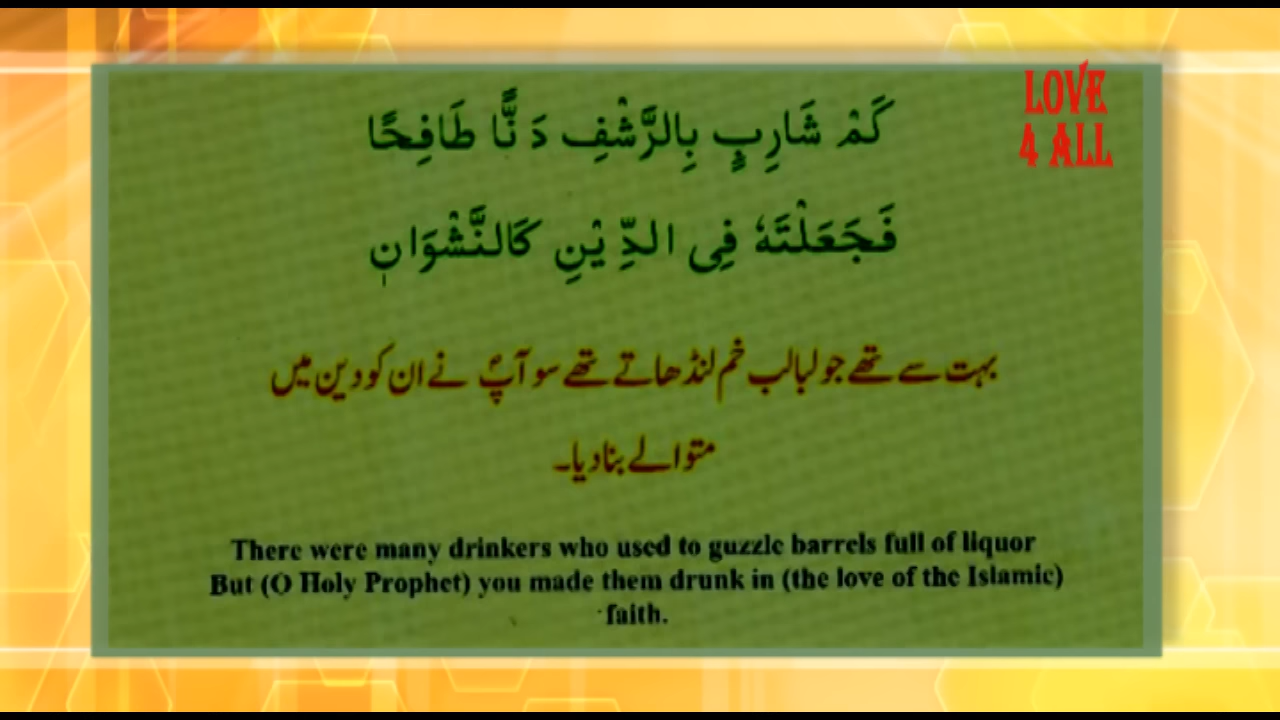 LOVE
4 ALL
كَمْ شَارِبٍ بِالرَّشْفِ دَنًّا طَافِحًا
فَجَعَلْتَهٗ فِی الدِّیْنِ كَالنَّشْوَانٖ
بہت سے تھے جو لبالب خم لنڈھاتے تھے سو آپؐ نے ان کو دین میں
متوالے بنا دیا۔
There were many drinkers who used to guzzle barrels full of liquor
But (O Holy Prophet) you made them drunk in (the love of the Islamic)
faith.